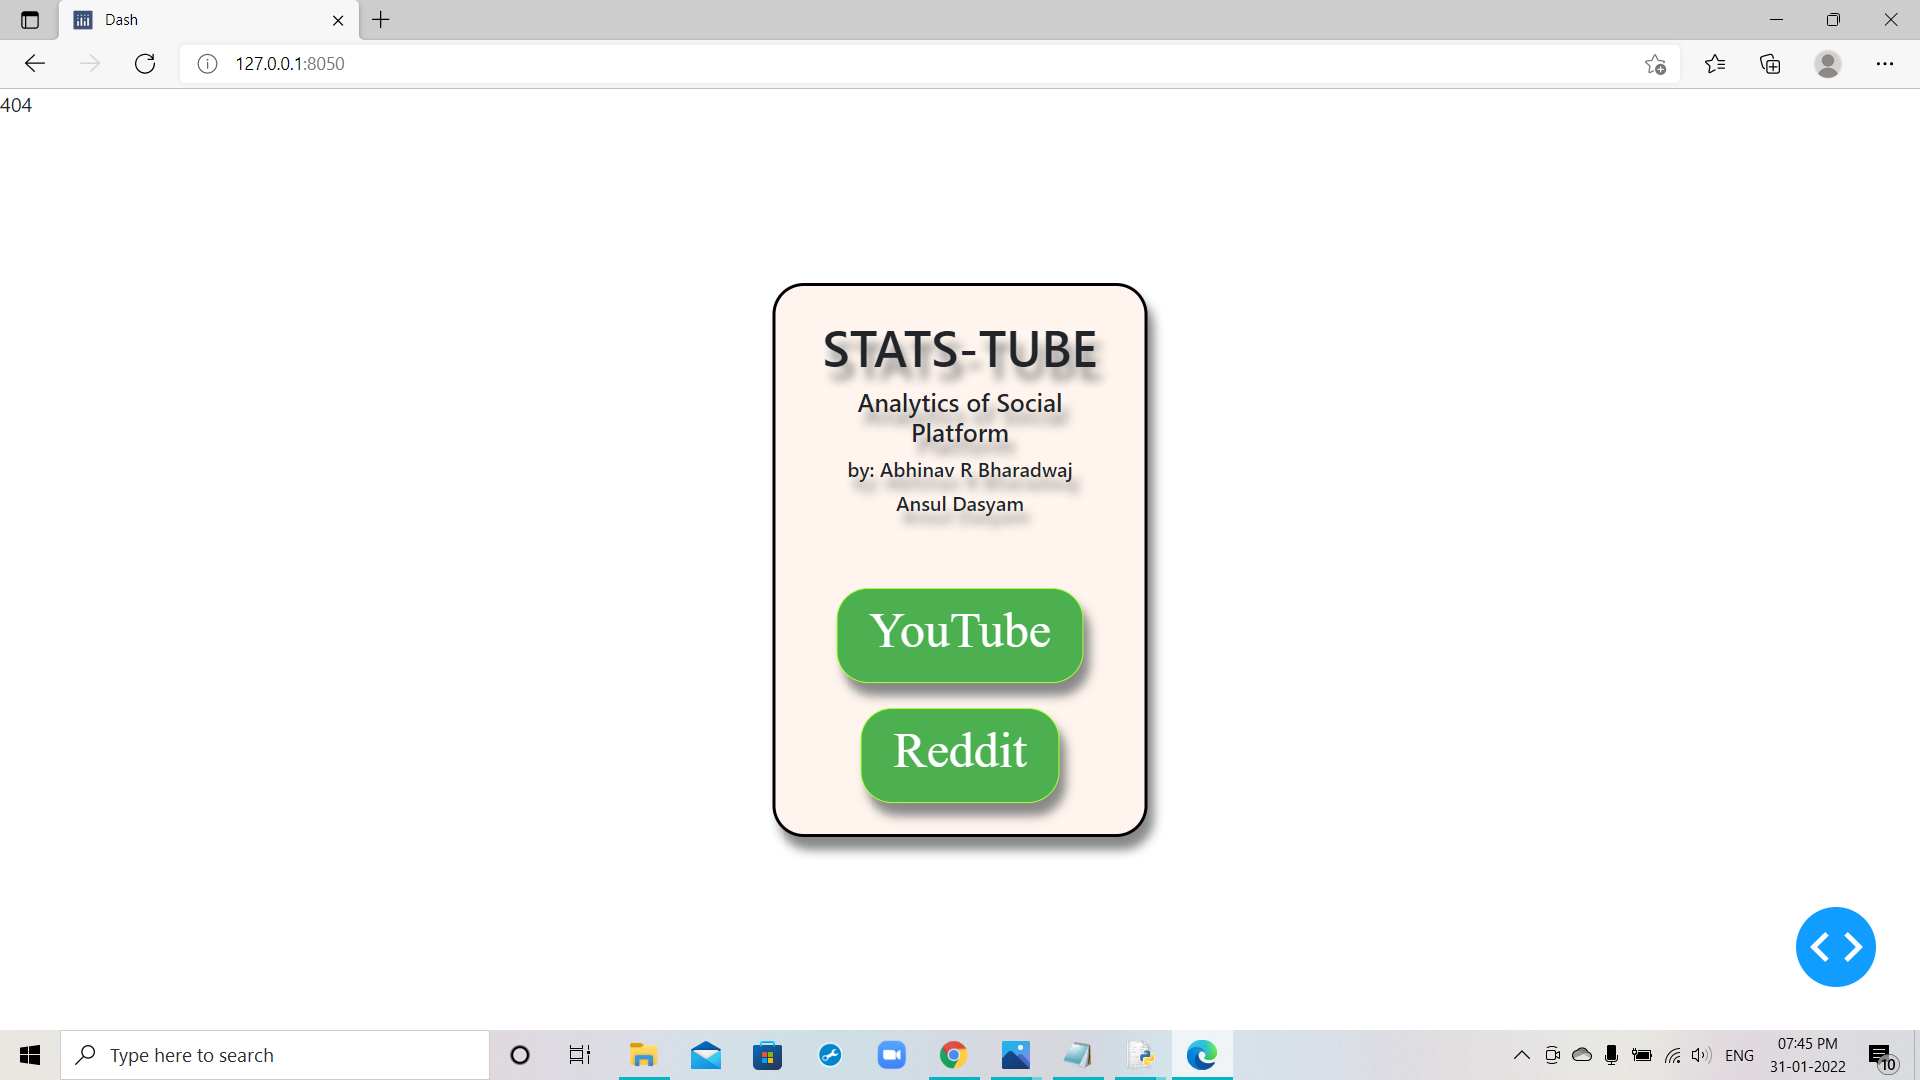 Dash
127.0.0.1:8050
404
STATS-TUBE
Analytics of Social
Platform
by: Abhinav R Bharadwaj
Ansul Dasyam
YouTube
Reddit
Type here to search
ENG
07:45 PM
31-01-2022
10